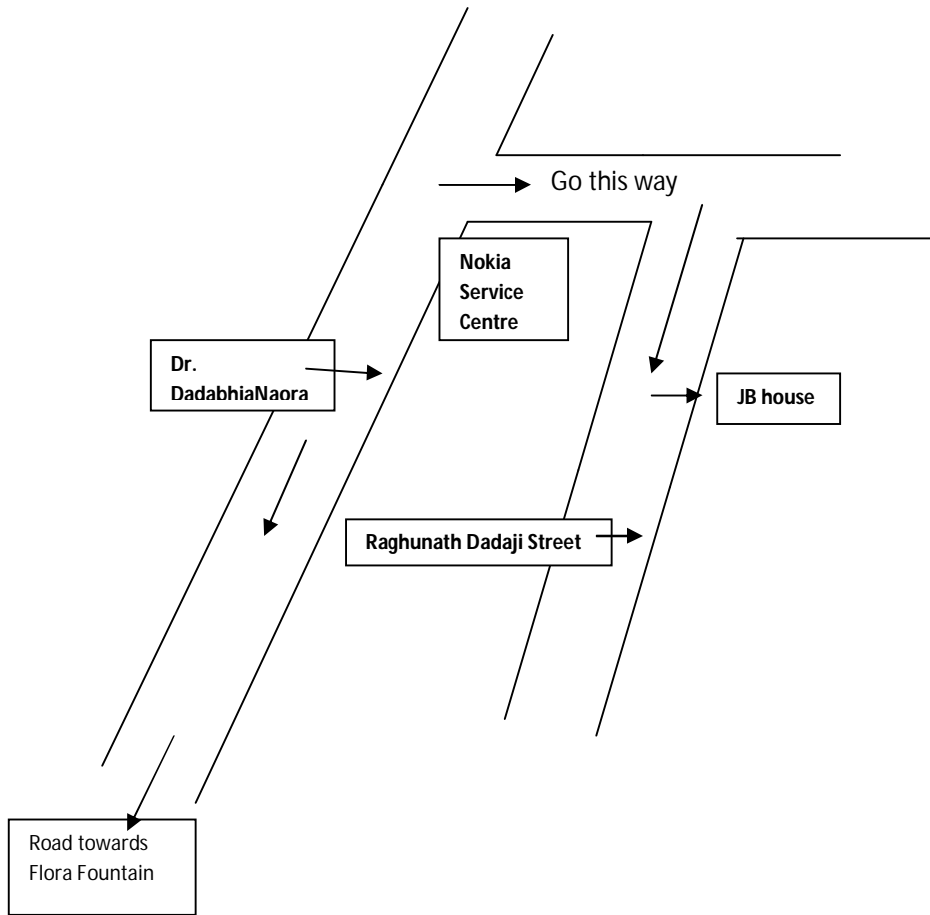 Go this way
Nokia
Service
Centre
Dr.
DadabhiaNaora
JB house
Raghunath Dadaji Street
Road towards
Flora Fountain